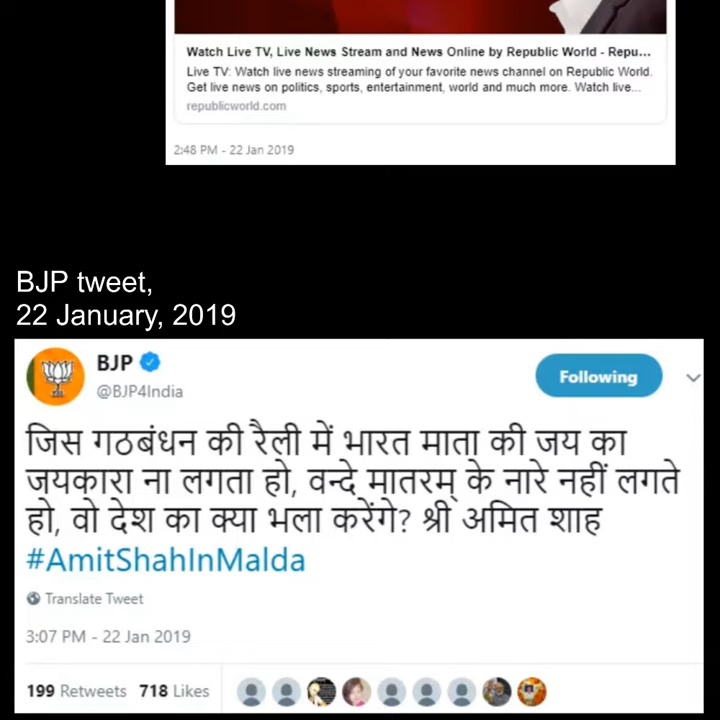 Watch Live TV, Live News Stream and News Online by Republic World - Repu...
Live TV: Watch live news streaming of your favorite news channel on Republic World.
Get live news on politics, sports, entertainment, world and much more. Watch live...
republicworld.com
2:48 PM - 22 Jan 2019
BJP tweet,
22 January, 2019
BJP
@BJP4India
Following
जिस गठबंधन की रैली में भारत माता की जय का
जयकारा ना लगता हो, वन्दे मातरम् के नारे नहीं लगते
हो, वो देश का क्या भला करेंगे? श्री अमित शाह
#AmitShahInMalda
Translate Tweet
3:07 PM - 22 Jan 2019
199 Retweets 718 Likes